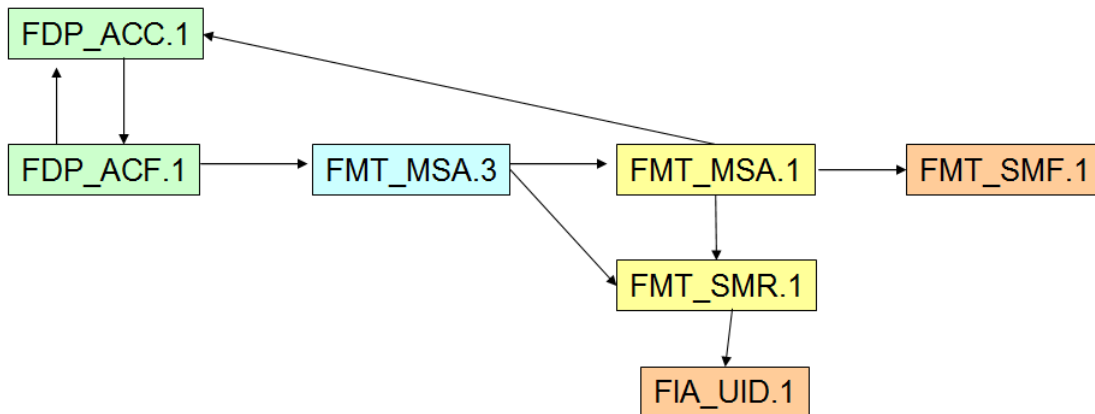 FDP_ACC.1
FDP_ACF.1
FMT_MSA.3
FMT_MSA.1
FMT_SMF.1
FMT_SMR.1
FIA_UID.1